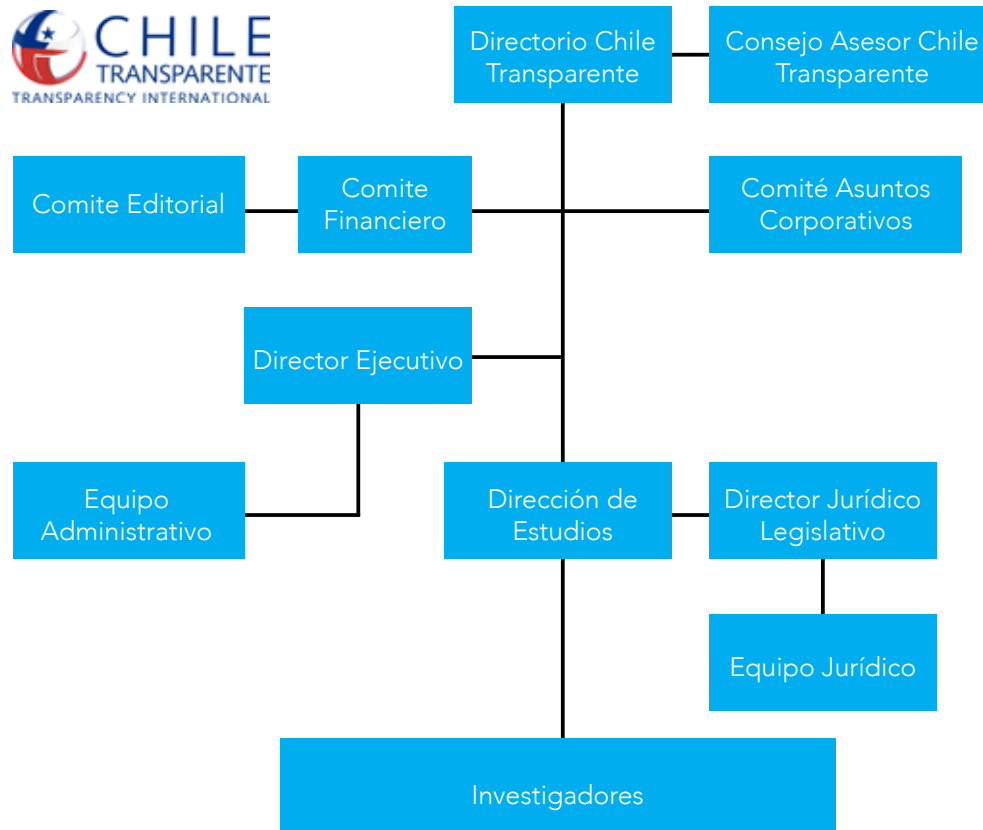 CHILE
TRANSPARENTE
TRANSPARENCY INTERNATIONAL
Directorio Chile
Transparente
Consejo Asesor Chile
Transparente
Comite Editorial
Comite
Financiero
Comité Asuntos
Corporativos
Director Ejecutivo
Equipo
Administrativo
Dirección de
Estudios
Director Jurídico
Legislativo
Equipo Jurídico
Investigadores